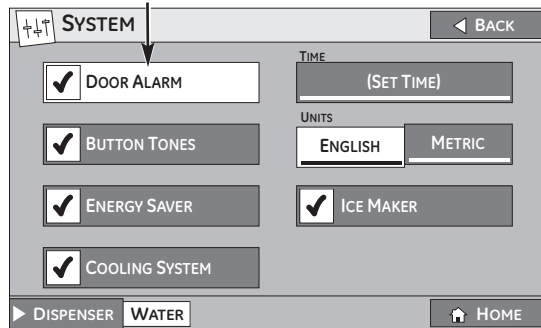 SYSTEM
BACK
DOOR ALARM
BUTTON TONES
ENERGY SAVER
COOLING SYSTEM
TIME
(SET TIME)
UNITS
ENGLISH METRIC
ICE MAKER
DISPENSER WATER
HOME